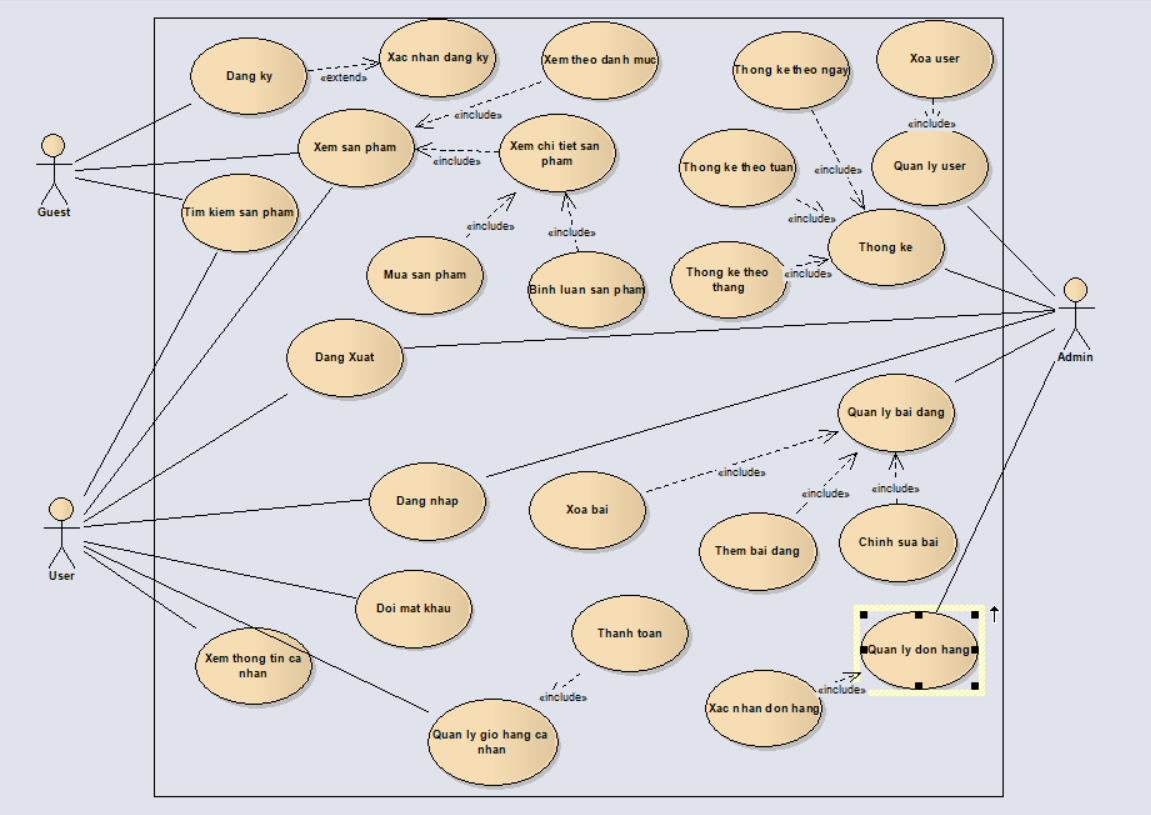 Dang ky
«extend»
Xac nhan dang ky
Xem theo danh muc
Thong ke theo ngay
Xoa user
«include»
«include»
Xem san pham
«include»
Xem chi tiet san
pham
Thong ke theo tuan
«include»
Quan ly user
Guest
Tim kiem san pham
«include»
«include»
«include»
Thong ke
Mua san pham
Binh luan san pham
Thong ke theo
thang
«include»
Dang Xuat
Admin
Quan ly bai dang
Dang nhap
Xoa bai
«include»
«include»
«include»
Them bai dang
Chinh sua bai
User
Doi mat khau
Thanh toan
Quan ly don hang
Xem thong tin ca
nhan
«include»
Xac nhan don hang
«include»
Quan ly gio hang ca
nhan